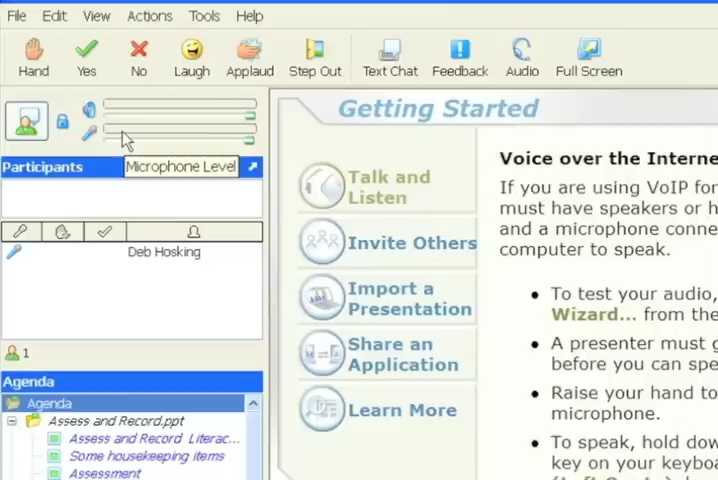 File Edit View Actions Tools Help
Hand Yes No Laugh Applaud Step Out Text Chat Feedback Audio Full Screen
Getting Started
Microphone Level
Participants
Deb Hosking
1
Agenda
Agenda
Assess and Record.ppt
Assess and Record Literac...
Some housekeeping items
Assessment
Talk and
Listen
Invite Others
Import a
Presentation
Share an
Application
Learn More
Voice over the Interne
If you are using VoIP for
must have speakers or h
and a microphone conne
computer to speak.
• To test your audio,
Wizard... from the
• A presenter must g
before you can spe
• Raise your hand to
microphone.
• To speak, hold dow
key on your keyboa